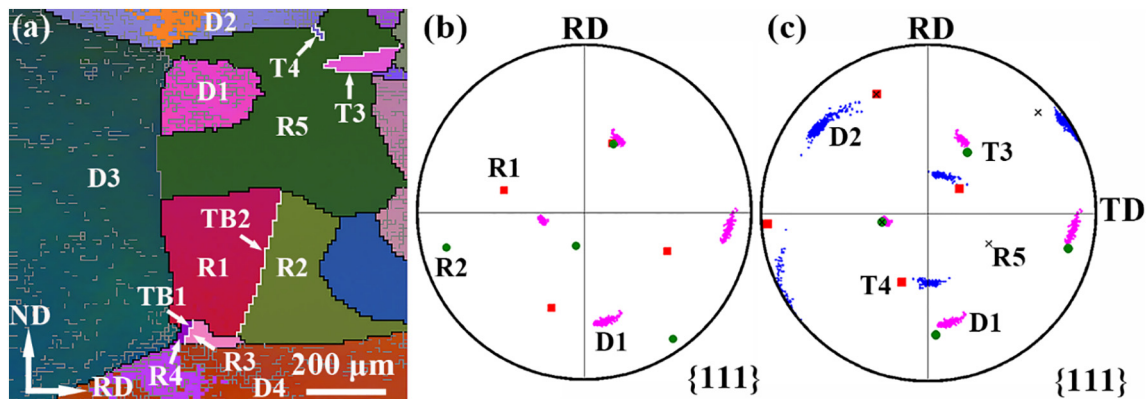 (a)
D2
T4
D1
T3
R5
D3
TB2
R1
R2
TB1
ND
R4
R3
RD
D4
200 µm
(b)
RD
R1
R2
D1
{111}
(c)
RD
D2
T3
TD
R5
T4
D1
{111}